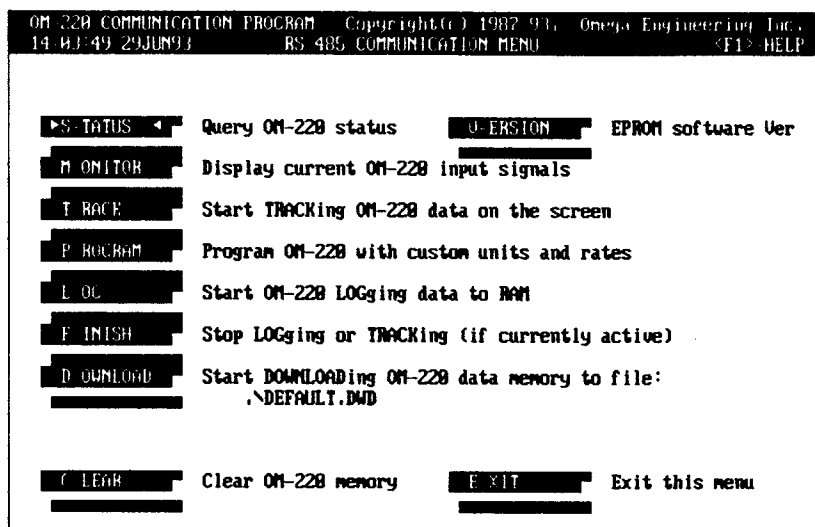 OM-220 COMMUNICATION PROGRAM Copyright(c) 1987-93, Omega Engineering Inc.
14:03:49 29JUN93 RS-485 COMMUNICATION MENU <F1>-HELP
►S-TATUS ◄ Query OM-220 status V-ERSION EPROM software Ver
M-ONITOR Display current OM-220 input signals
T-RACK Start TRACKing OM-220 data on the screen
P-ROGRAM Program OM-220 with custom units and rates
L-OG Start OM-220 LOGging data to RAM
F-INISH Stop LOGging or TRACKing (if currently active)
D-OWNLOAD Start DOWNLOADing OM-220 data memory to file:
.\DEFAULT.DWD
C-LEAR Clear OM-220 memory E-XIT Exit this menu